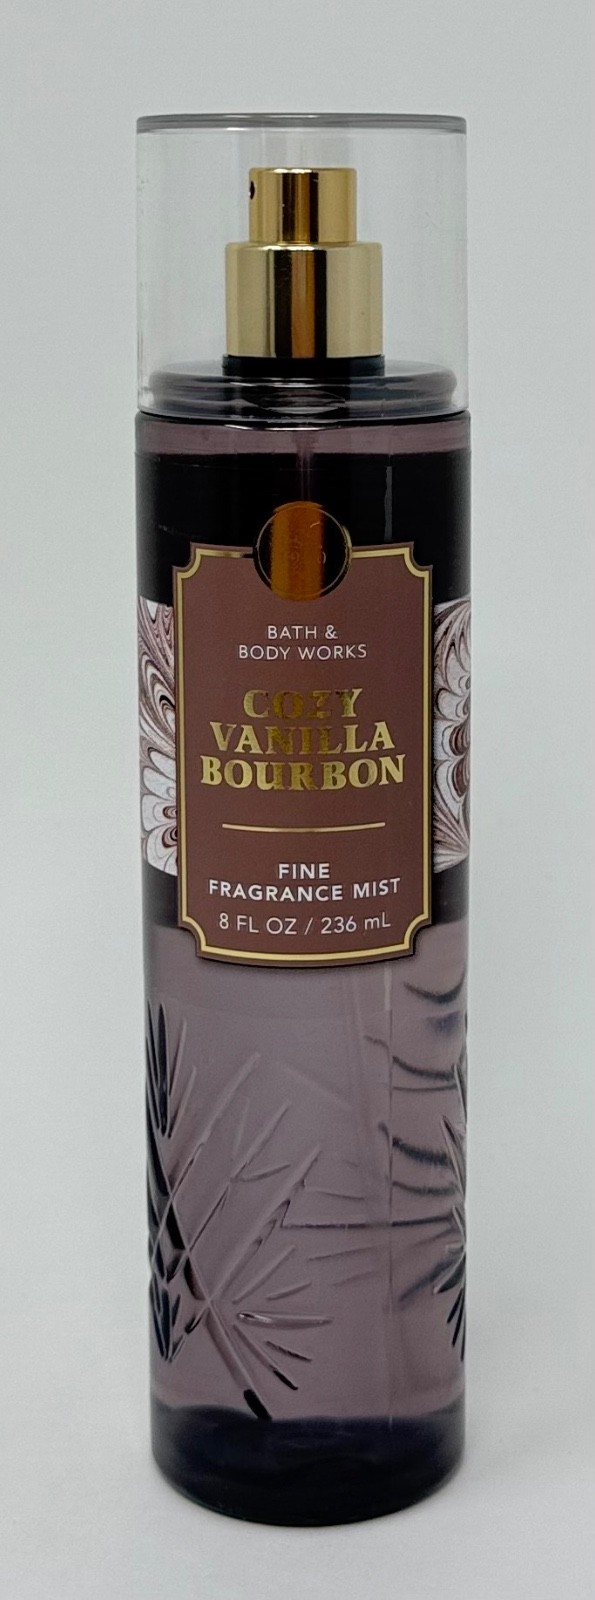 BATH &
BODY WORKS
COZY
VANILLA
BOURBON
FINE
FRAGRANCE MIST
8 FL OZ / 236 mL